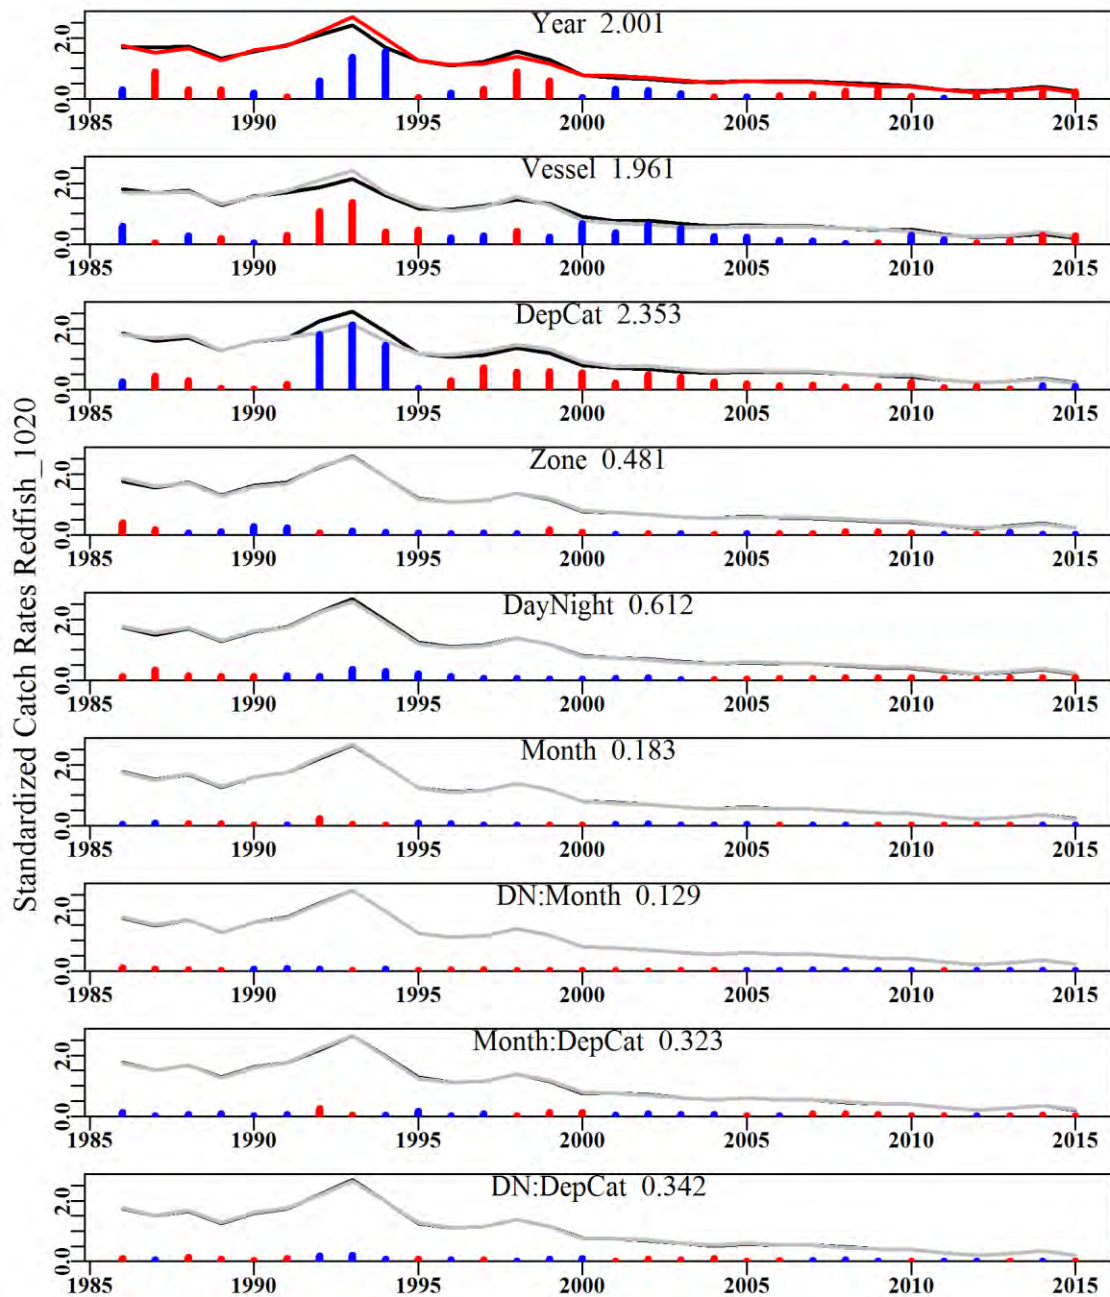 Standardized Catch Rates Redfish_1020
Year 2.001
0.0 2.0
1985 1990 1995 2000 2005 2010 2015
Vessel 1.961
0.0 2.0
1985 1990 1995 2000 2005 2010 2015
DepCat 2.353
0.0 2.0
1985 1990 1995 2000 2005 2010 2015
Zone 0.481
0.0 2.0
1985 1990 1995 2000 2005 2010 2015
DayNight 0.612
0.0 2.0
1985 1990 1995 2000 2005 2010 2015
Month 0.183
0.0 2.0
1985 1990 1995 2000 2005 2010 2015
DN:Month 0.129
0.0 2.0
1985 1990 1995 2000 2005 2010 2015
Month:DepCat 0.323
0.0 2.0
1985 1990 1995 2000 2005 2010 2015
DN:DepCat 0.342
0.0 2.0
1985 1990 1995 2000 2005 2010 2015